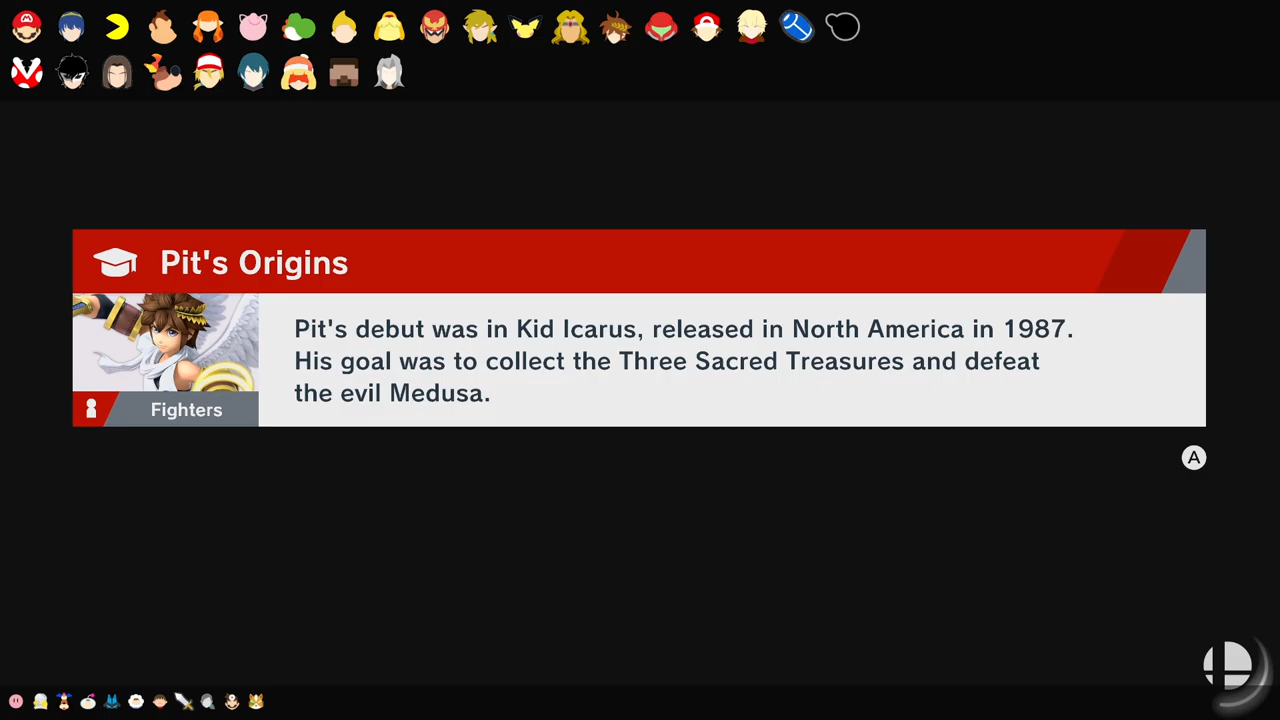 Pit's Origins
Pit's debut was in Kid Icarus, released in North America in 1987.
His goal was to collect the Three Sacred Treasures and defeat
the evil Medusa.
Fighters
A